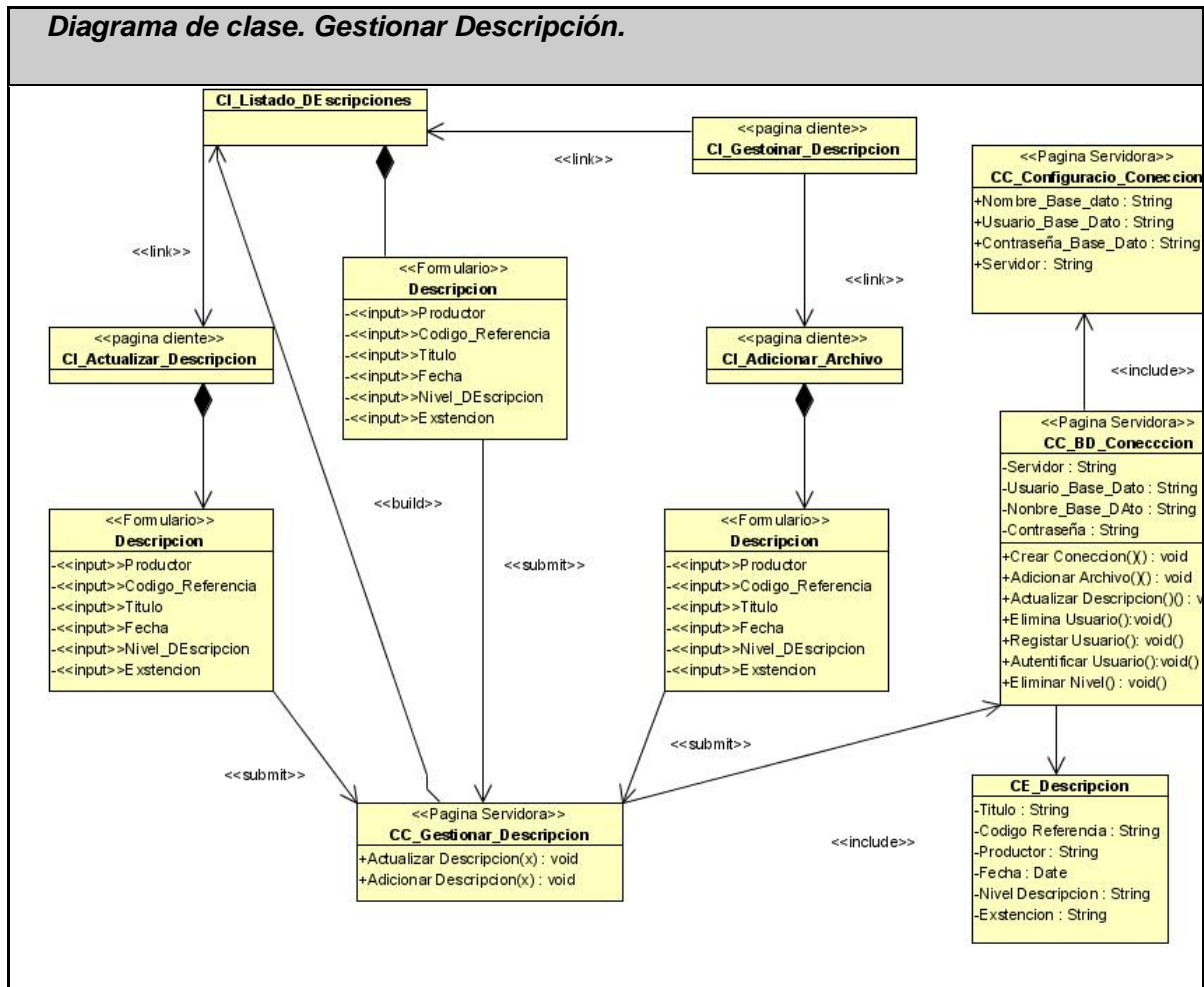 Diagrama de clase. Gestionar Descripción.
CI_Listado_DEscripciones
<<link>>
<<pagina cliente>>
CI_Gestoinar_Descripcion
<<Pagina Servidora>>
CC_Configuracio_Coneccion
+Nombre_Base_dato : String
+Usuario_Base_Dato : String
+Contraseña_Base_Dato : String
+Servidor : String
<<link>>
<<Formulario>>
Descripcion
-<<input>>Productor
-<<input>>Codigo_Referencia
-<<input>>Titulo
-<<input>>Fecha
-<<input>>Nivel_DEscripcion
-<<input>>Exstencion
<<link>>
<<pagina cliente>>
CI_Actualizar_Descripcion
<<pagina cliente>>
CI_Adicionar_Archivo
<<include>>
<<Pagina Servidora>>
CC_BD_Conecccion
-Servidor : String
-Usuario_Base_Dato : String
-Nonbre_Base_DAto : String
-Contraseña : String
+Crear Coneccion()() : void
+Adicionar Archivo()() : void
+Actualizar Descripcion()() : v
+Elimina Usuario():void()
+Registar Usuario() : void()
+Autentificar Usuario():void()
+Eliminar Nivel() : void()
<<build>>
<<submit>>
<<Formulario>>
Descripcion
-<<input>>Productor
-<<input>>Codigo_Referencia
-<<input>>Titulo
-<<input>>Fecha
-<<input>>Nivel_DEscripcion
-<<input>>Exstencion
<<Formulario>>
Descripcion
-<<input>>Productor
-<<input>>Codigo_Referencia
-<<input>>Titulo
-<<input>>Fecha
-<<input>>Nivel_DEscripcion
-<<input>>Exstencion
<<submit>>
<<submit>>
<<Pagina Servidora>>
CC_Gestionar_Descripcion
+Actualizar Descripcion(x) : void
+Adicionar Descripcion(x) : void
<<include>>
CE_Descripcion
-Titulo : String
-Codigo Referencia : String
-Productor : String
-Fecha : Date
-Nivel Descripcion : String
-Exstencion : String